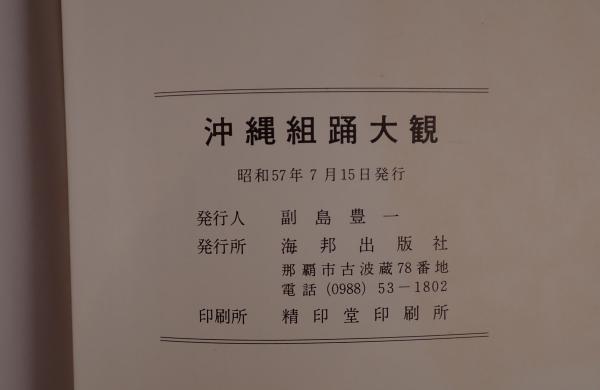 沖縄組踊大観
昭和57年7月15日発行
発行人 副島豊一
発行所 海邦出版社
那覇市古波蔵78番地
電話(0988)53-1802
印刷所 精印堂印刷所